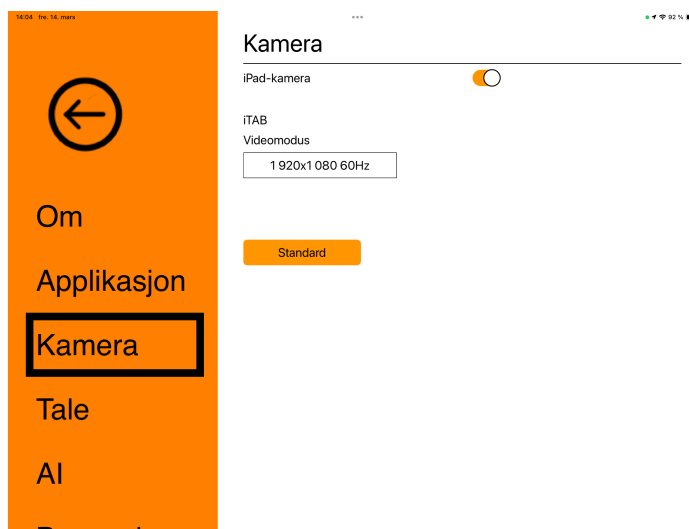 14:04 fre. 14. mars
92 %
Om
Applikasjon
Kamera
Tale
AI
Kamera
iPad-kamera
iTAB
Videomodus
1 920x1 080 60Hz
Standard